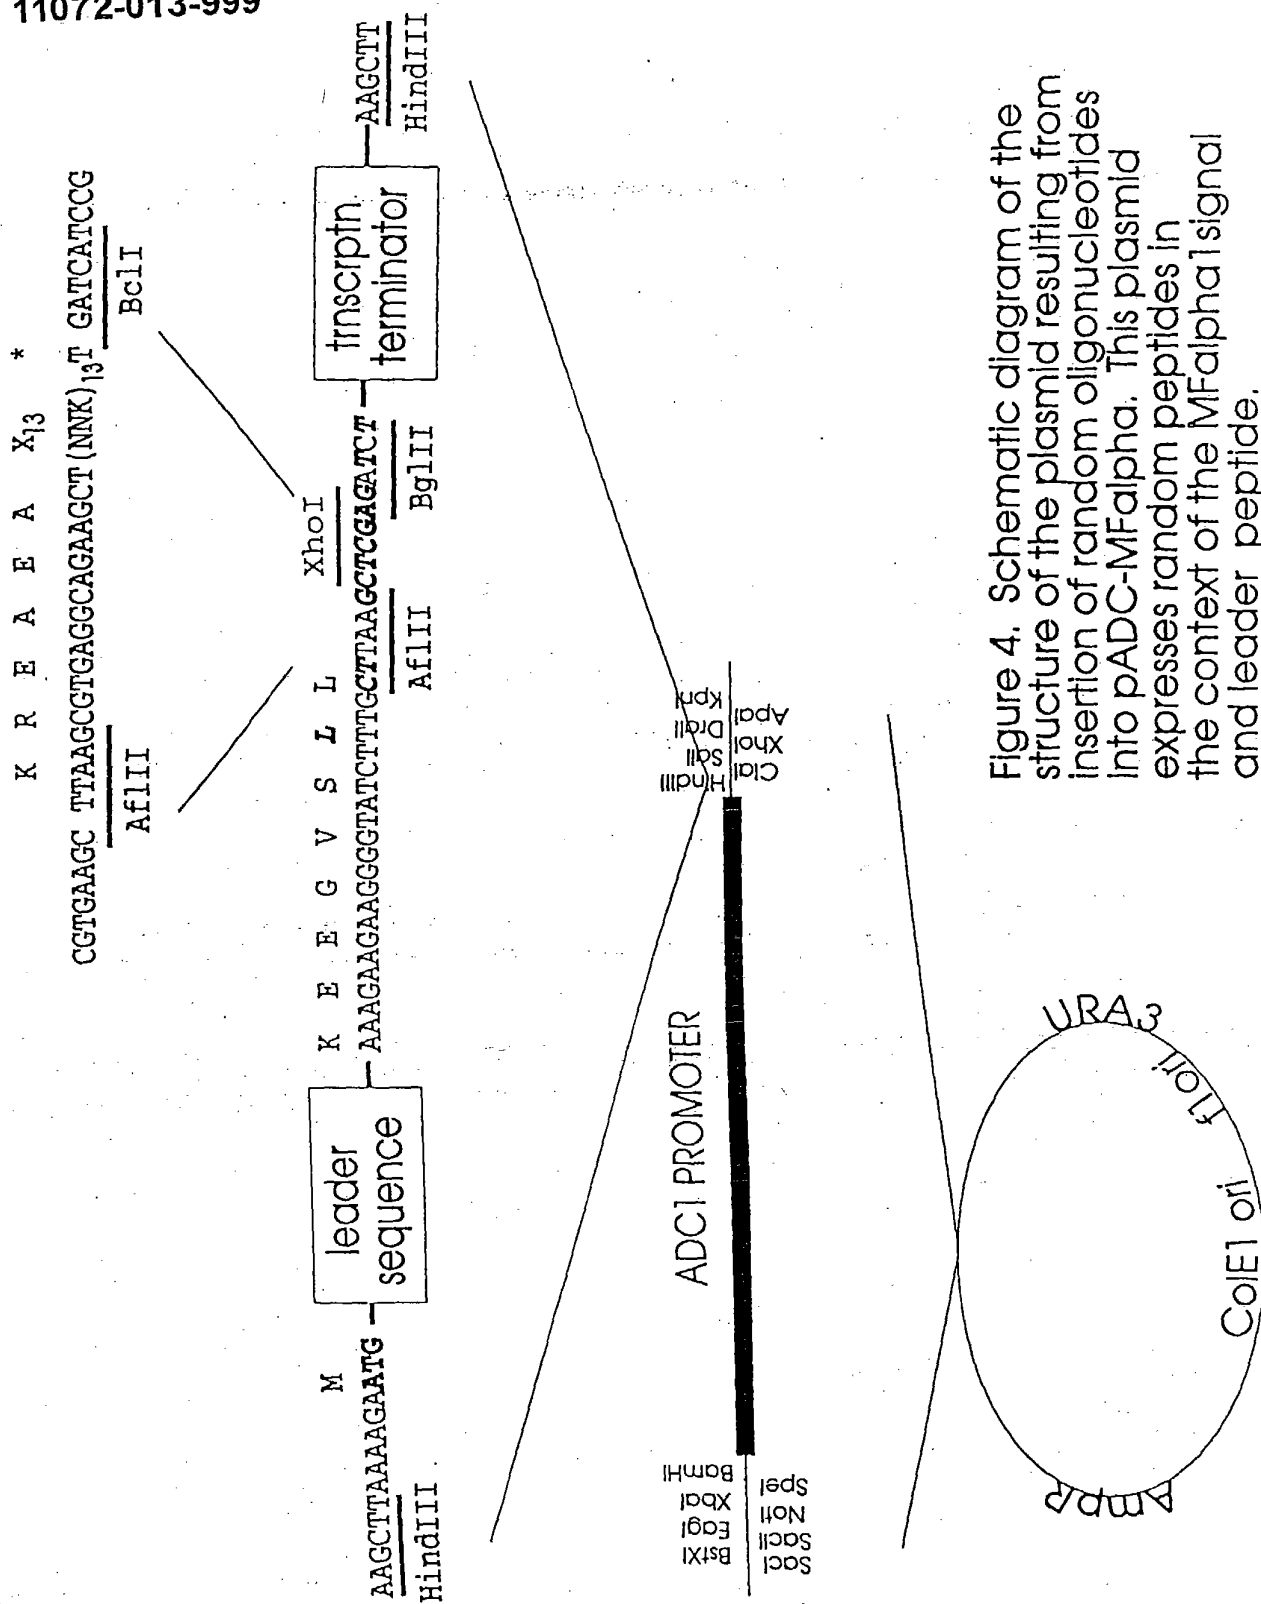 11072-013-999
K R E A E A X13 *
CGTGAAGC TTAAGCGTGAGGCAGAAGCT(NNK)13T GATCATCCG
AflII
BclI
XhoI
M
K E E G V S L L
AAGCTTAAAAGAATG
leader
sequence
AAAGAAGAAGGGGTATCTTTGCTTAAGCTCGAGATCT
trnscrptn
terminator
AAGCTT
HindIII
AflII
BglII
HindIII
ADC1 PROMOTER
BstXI EagI XbaI BamHI
SacI SacII NotI SpeI
HindIII SalI DraII KpnI
ClaI XhoI ApaI
AmpR
URA3
f1ori
ColE1 ori
Figure 4. Schematic diagram of the
structure of the plasmid resulting from
insertion of random oligonucleotides
into pADC-MFalpha. This plasmid
expresses random peptides in
the context of the MFalpha1signal
and leader peptide.